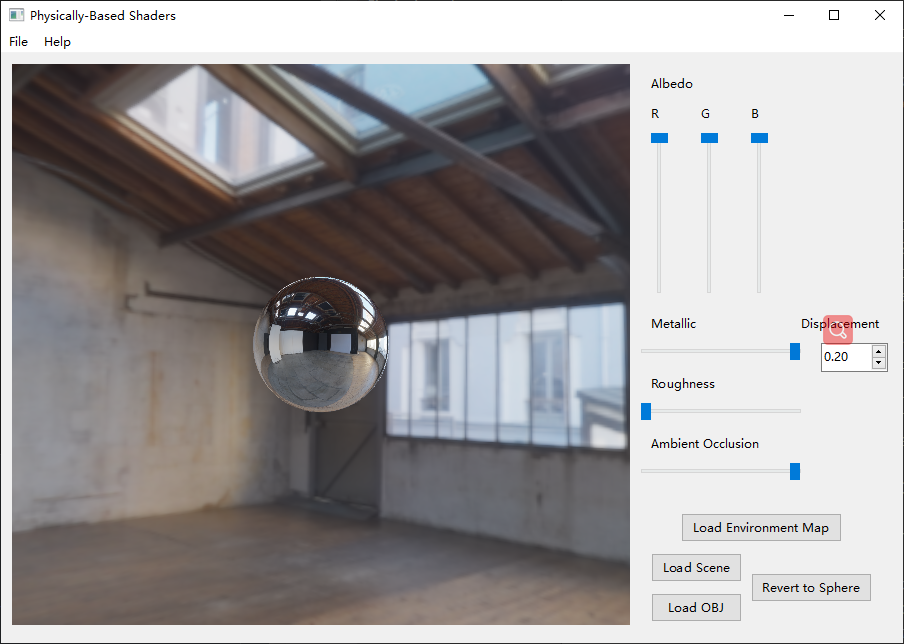 Physically-Based Shaders
File Help
Albedo
R G B
Metallic
Displacement
0.20
Roughness
Ambient Occlusion
Load Environment Map
Load Scene
Revert to Sphere
Load OBJ